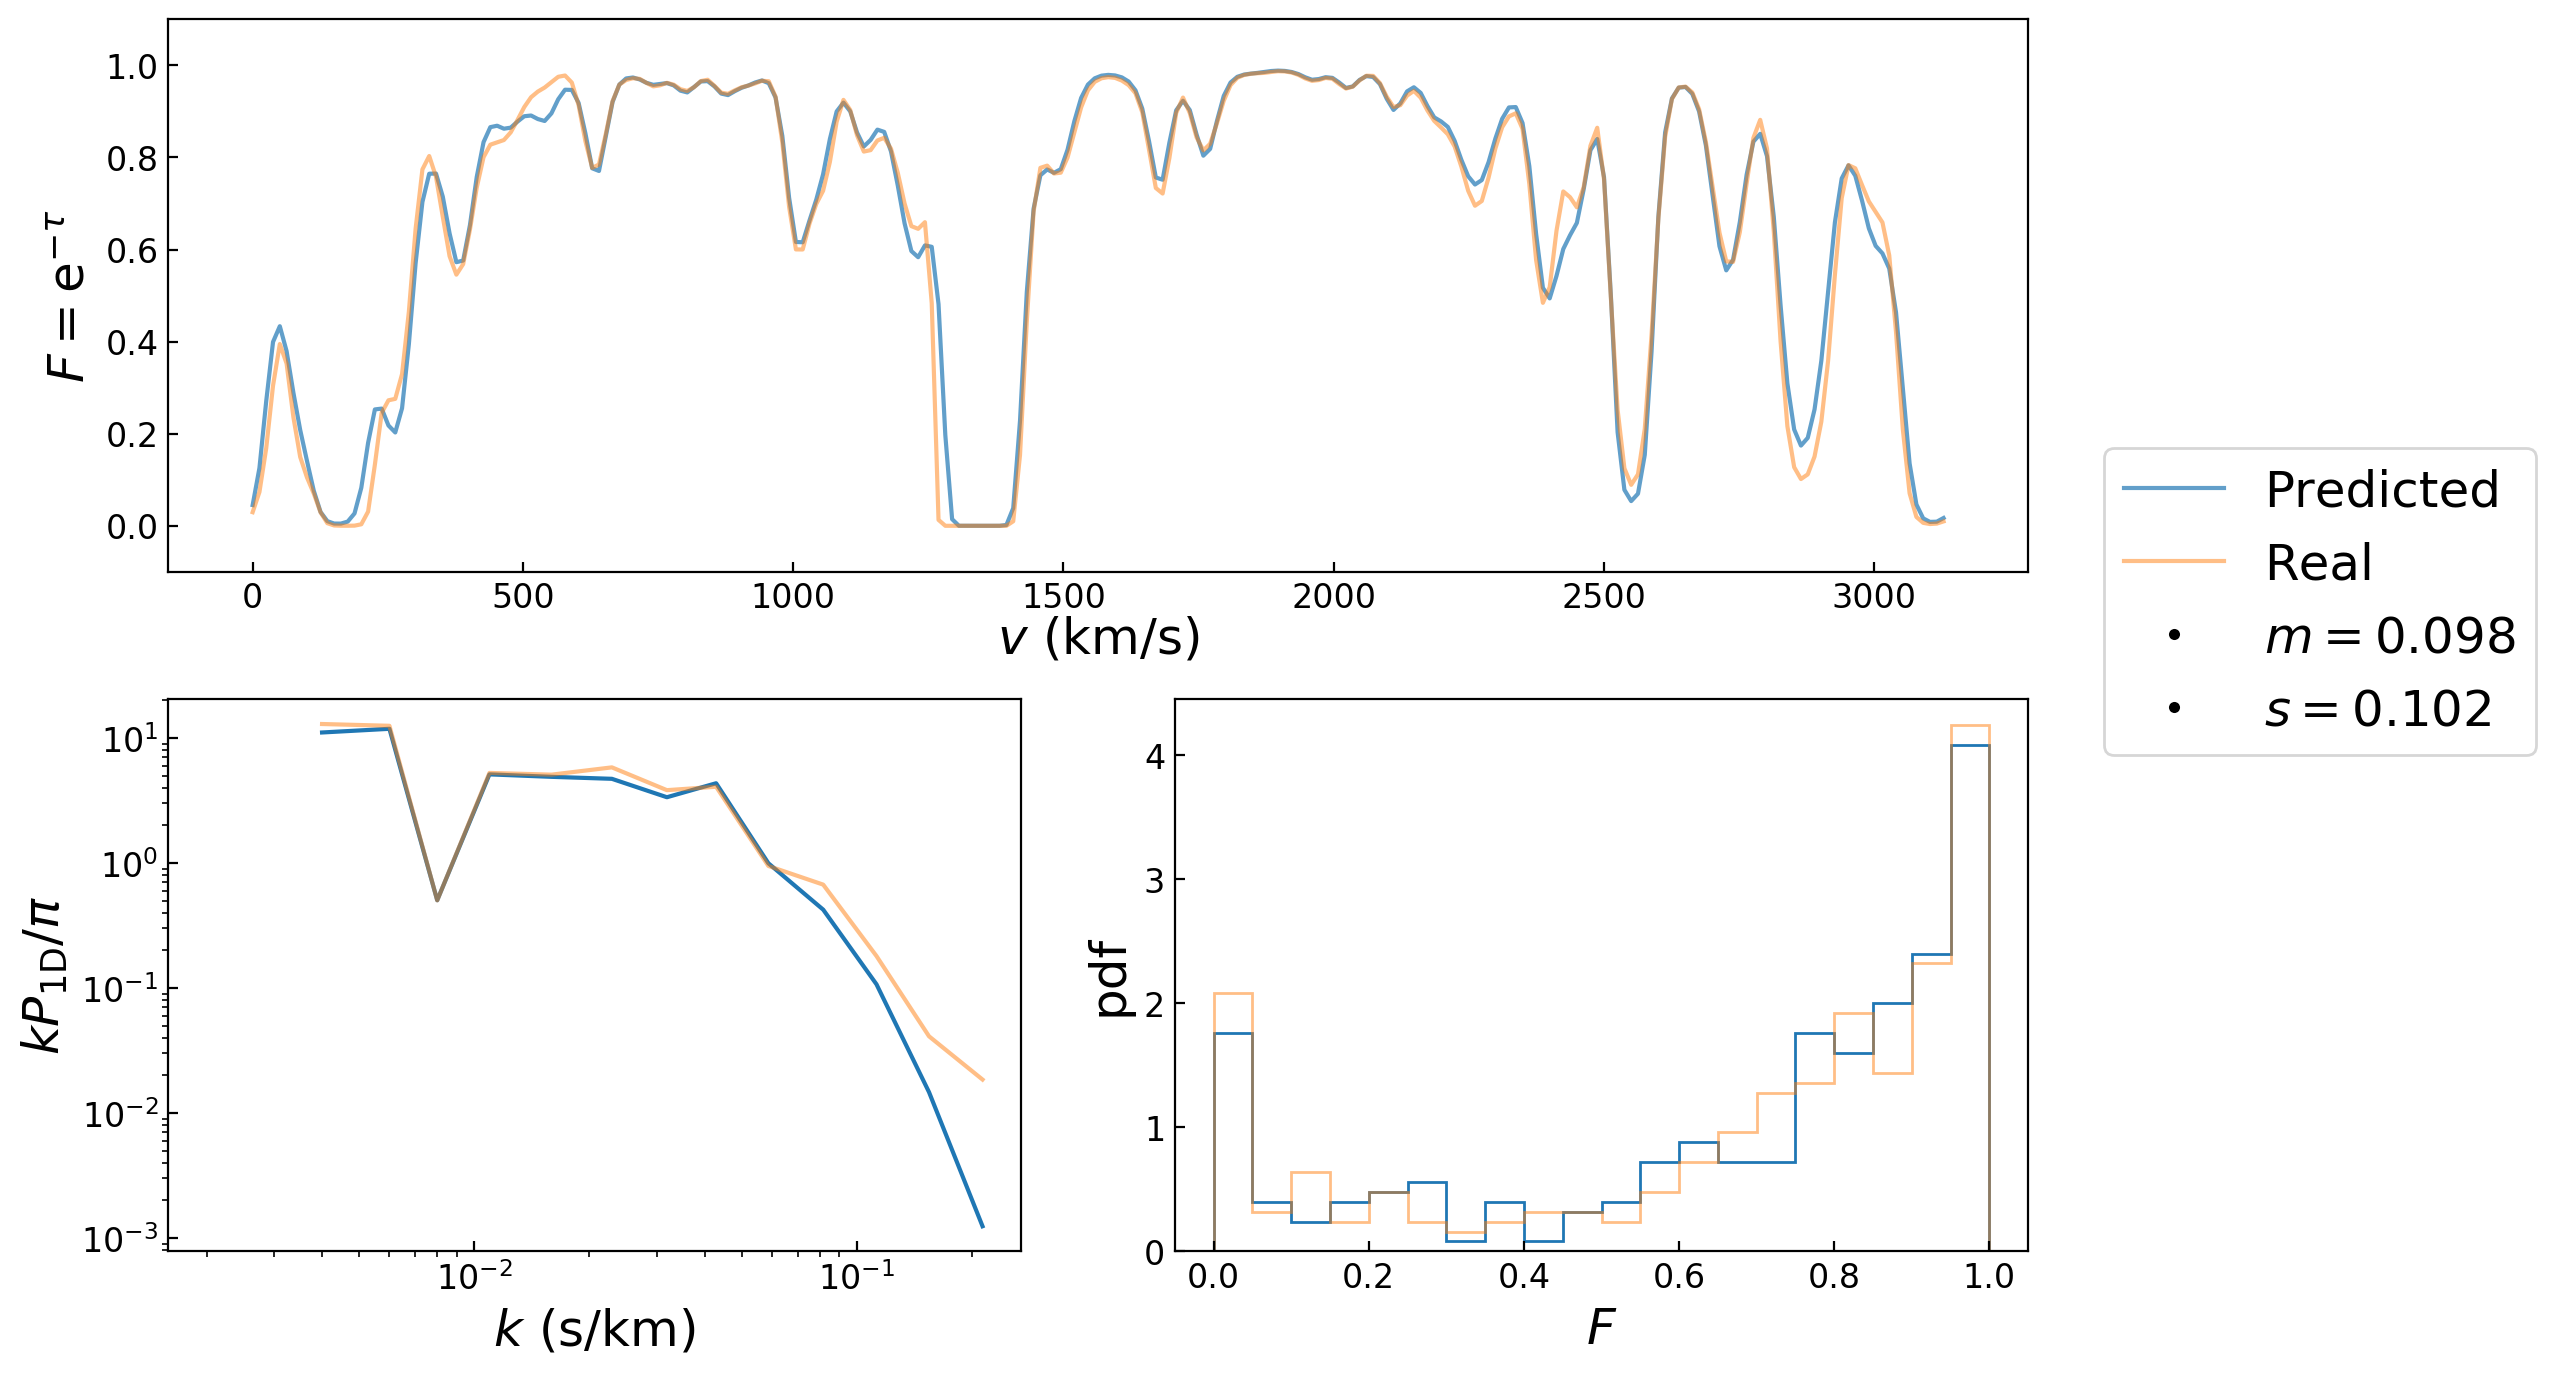 1.0
0.8
0.6
0.4
0.2
0.0
F = e^{−τ}
0 500 1000 1500 2000 2500 3000
v (km/s)
Predicted
Real
m = 0.098
s = 0.102
10^1
10^0
10^{−1}
10^{−2}
10^{−3}
kP_{1D}/π
10^{−2} 10^{−1}
k (s/km)
4
3
2
1
0
pdf
0.0 0.2 0.4 0.6 0.8 1.0
F